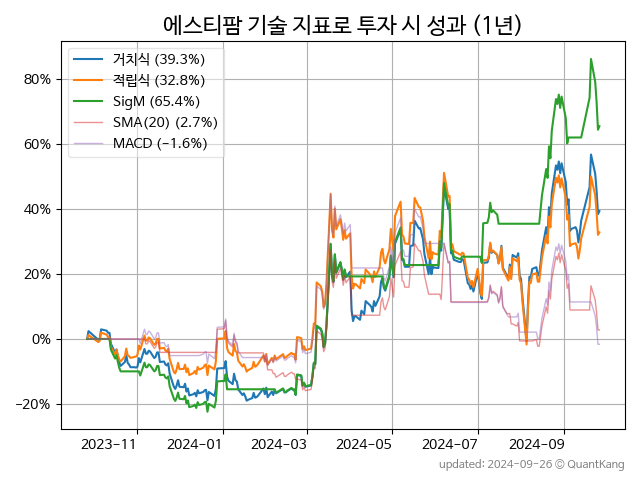 에스티팜 기술 지표로 투자 시 성과 (1년)
거치식 (39.3%)
적립식 (32.8%)
SigM (65.4%)
SMA(20) (2.7%)
MACD (−1.6%)
80%
60%
40%
20%
0%
−20%
2023−11
2024−01
2024−03
2024−05
2024−07
2024−09
updated: 2024−09−26 © QuantKang